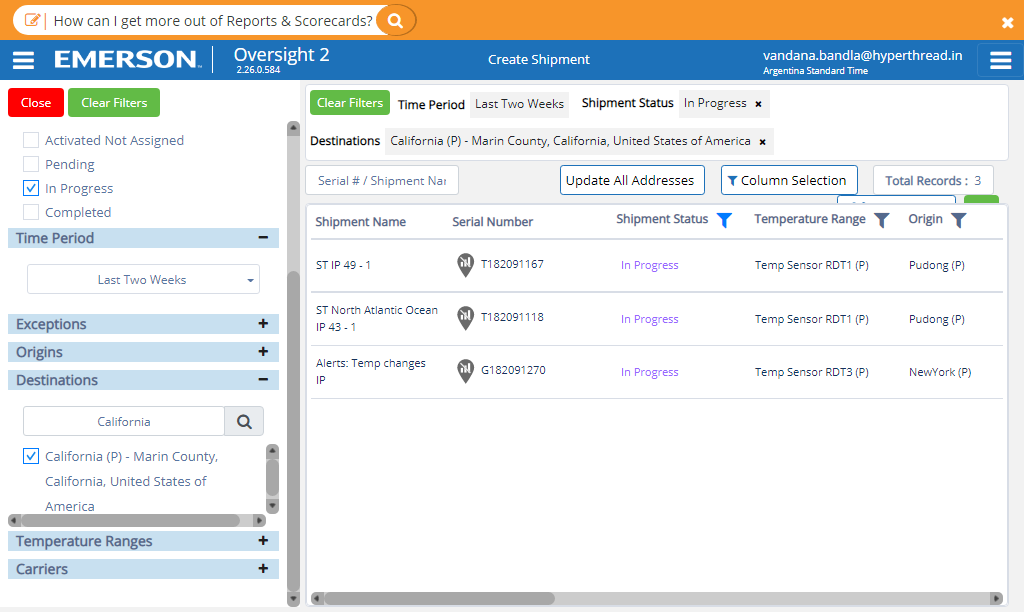 How can I get more out of Reports & Scorecards?
EMERSON
Oversight 2
2.26.0.584
Create Shipment
vandana.bandla@hyperthread.in
Argentina Standard Time
Close
Clear Filters
Activated Not Assigned
Pending
In Progress
Completed
Time Period
Last Two Weeks
Exceptions
Origins
Destinations
California
California (P) - Marin County,
California, United States of
America
Temperature Ranges
Carriers
Clear Filters
Time Period
Last Two Weeks
Shipment Status
In Progress
Destinations
California (P) - Marin County, California, United States of America
Serial # / Shipment Nar
Update All Addresses
Column Selection
Total Records : 3
Shipment Name Serial Number Shipment Status Temperature Range Origin
ST IP 49 - 1 T182091167 In Progress Temp Sensor RDT1 (P) Pudong (P)
ST North Atlantic Ocean
IP 43 - 1
T182091118 In Progress Temp Sensor RDT1 (P) Pudong (P)
Alerts: Temp changes
IP
G182091270 In Progress Temp Sensor RDT3 (P) NewYork (P)